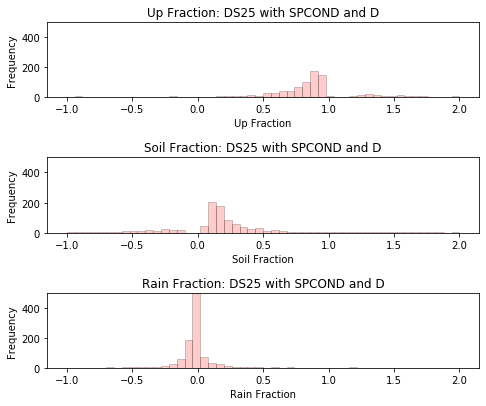 Up Fraction: DS25 with SPCOND and D
400
200
0
Frequency
−1.0 −0.5 0.0 0.5 1.0 1.5 2.0
Up Fraction
Soil Fraction: DS25 with SPCOND and D
400
200
0
Frequency
−1.0 −0.5 0.0 0.5 1.0 1.5 2.0
Soil Fraction
Rain Fraction: DS25 with SPCOND and D
400
200
0
Frequency
−1.0 −0.5 0.0 0.5 1.0 1.5 2.0
Rain Fraction